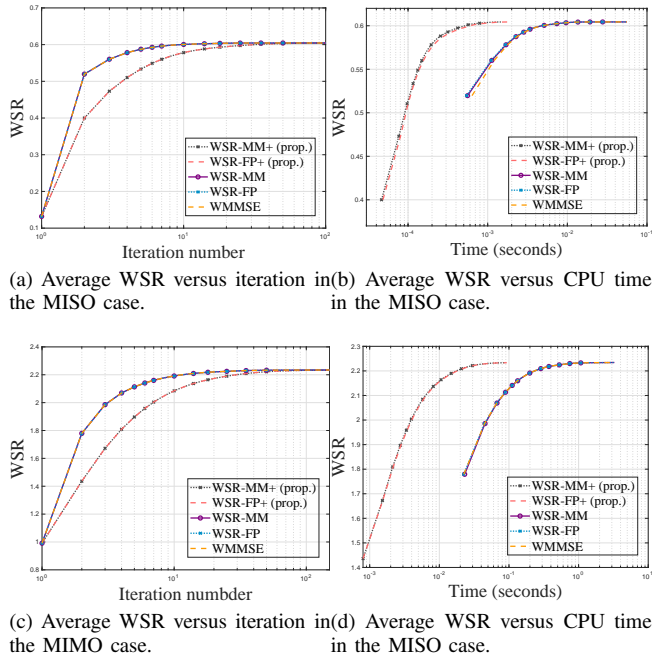 WSR
0.7
0.6
0.5
0.4
0.3
0.2
0.1
10^0
10^1
10^2
Iteration number
WSR-MM+ (prop.)
WSR-FP+ (prop.)
WSR-MM
WSR-FP
WMMSE
WSR
0.6
0.55
0.5
0.45
0.4
10^-4
10^-3
10^-2
10^-1
Time (seconds)
WSR-MM+ (prop.)
WSR-FP+ (prop.)
WSR-MM
WSR-FP
WMMSE
(a) Average WSR versus iteration in
the MISO case.
(b) Average WSR versus CPU time
in the MISO case.
WSR
2.4
2.2
2
1.8
1.6
1.4
1.2
1
0.8
10^0
10^1
10^2
Iteration numbder
WSR-MM+ (prop.)
WSR-FP+ (prop.)
WSR-MM
WSR-FP
WMMSE
WSR
2.3
2.2
2.1
2
1.9
1.8
1.7
1.6
1.5
1.4
10^-3
10^-2
10^-1
10^0
Time (seconds)
WSR-MM+ (prop.)
WSR-FP+ (prop.)
WSR-MM
WSR-FP
WMMSE
(c) Average WSR versus iteration in
the MIMO case.
(d) Average WSR versus CPU time
in the MISO case.